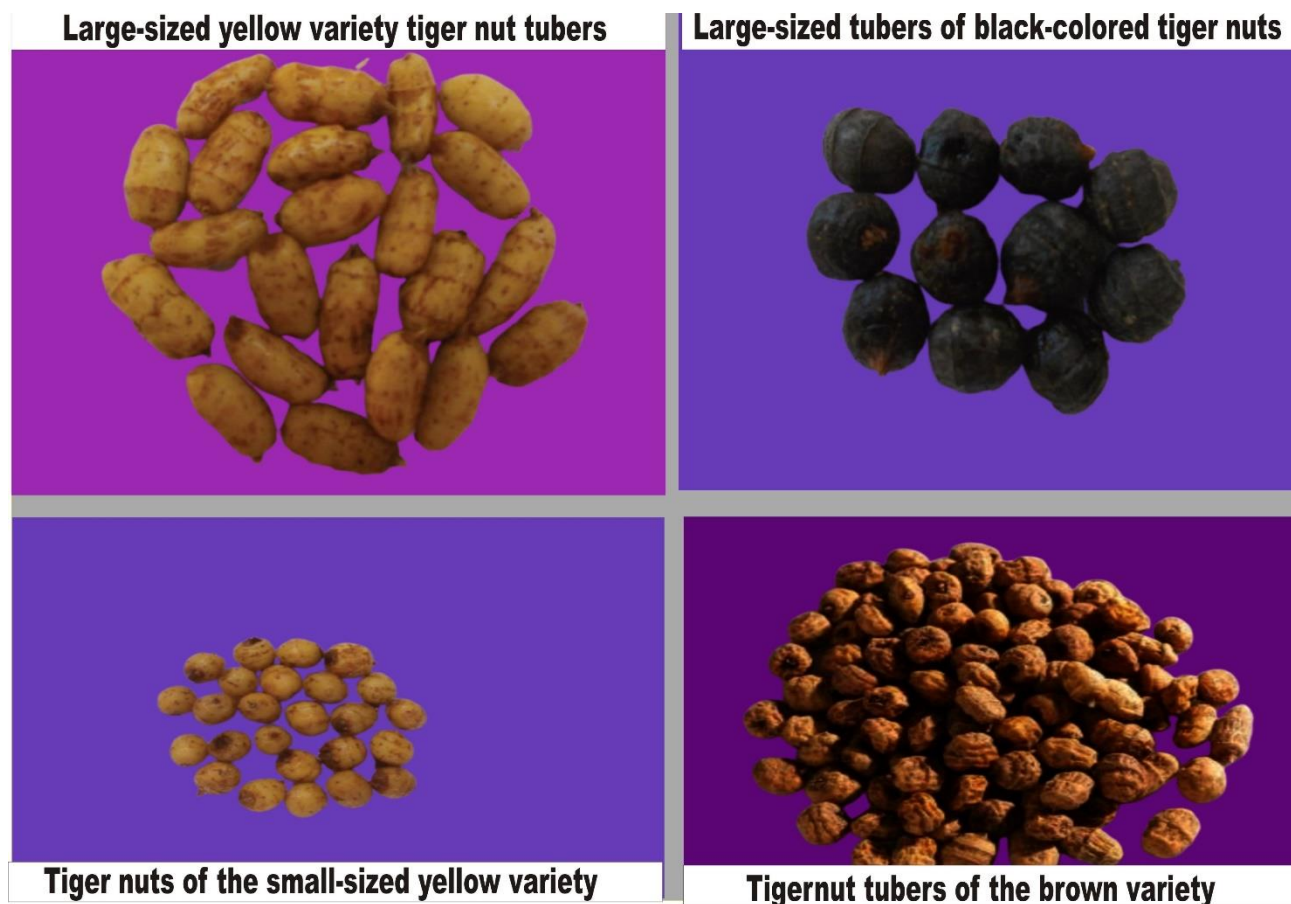 Large-sized yellow variety tiger nut tubers
Large-sized tubers of black-colored tiger nuts
Tiger nuts of the small-sized yellow variety
Tigernut tubers of the brown variety